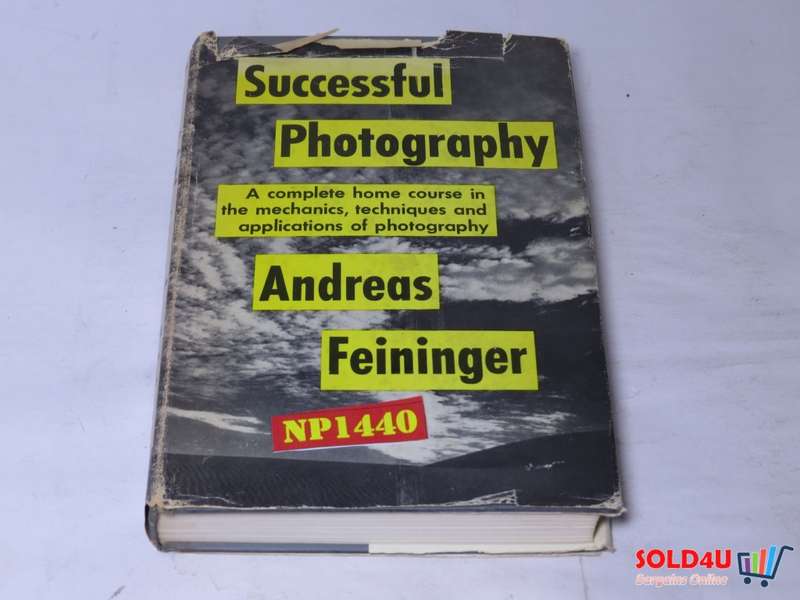 Successful
Photography
A complete home course in
the mechanics, techniques and
applications of photography
Andreas
Feininger
NP1440
SOLD4U
Bargains Online